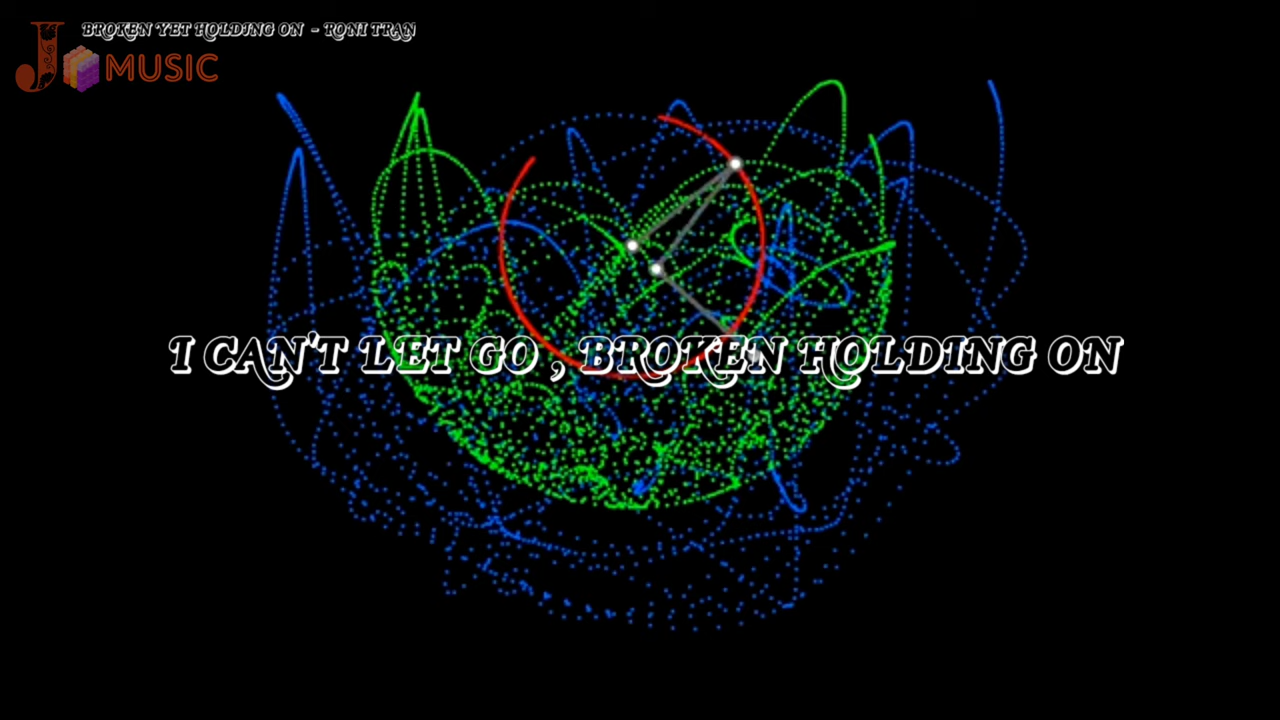 BROKEN YET HOLDING ON - RONI TRAN
J MUSIC
I CAN'T LET GO , BROKEN HOLDING ON